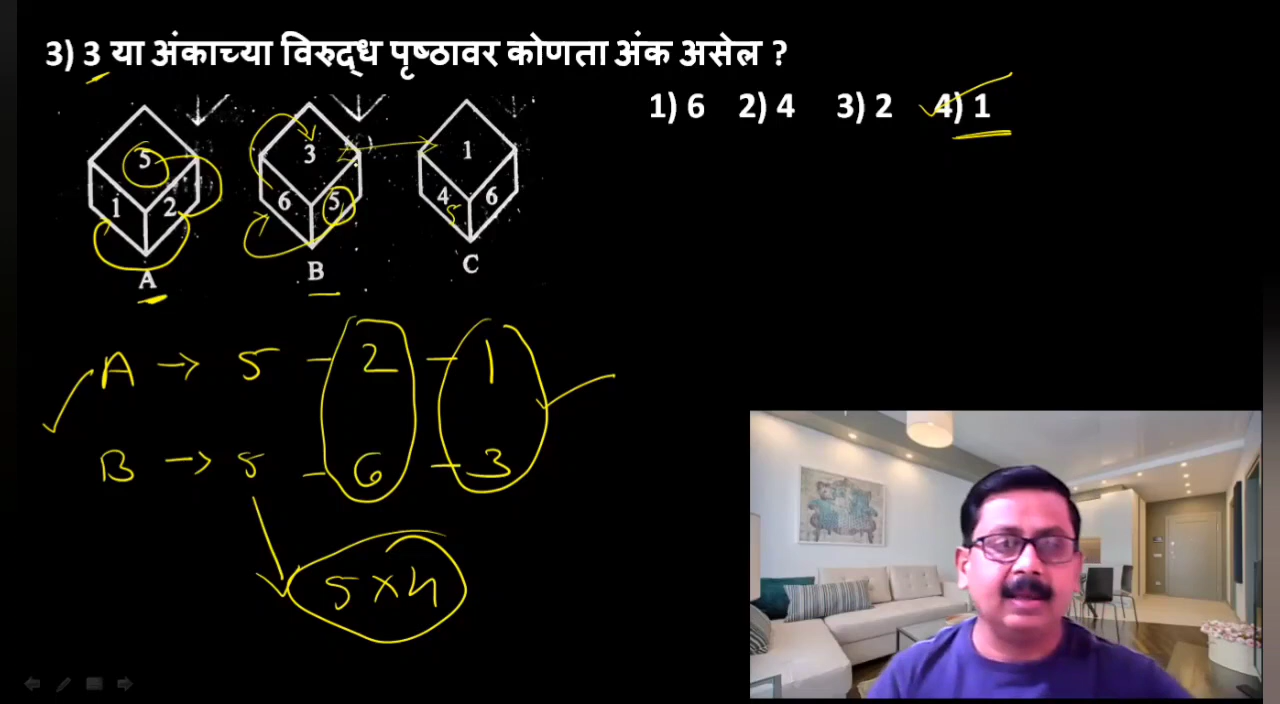 3) 3 या अंकाच्या विरुद्ध पृष्ठावर कोणता अंक असेल ?
1) 6 2) 4 3) 2 4) 1
5
1 2
A
3
6 5
B
1
4 6
5
C
A → 5 – 2 – 1
B → 5 – 6 – 3
5 × 4